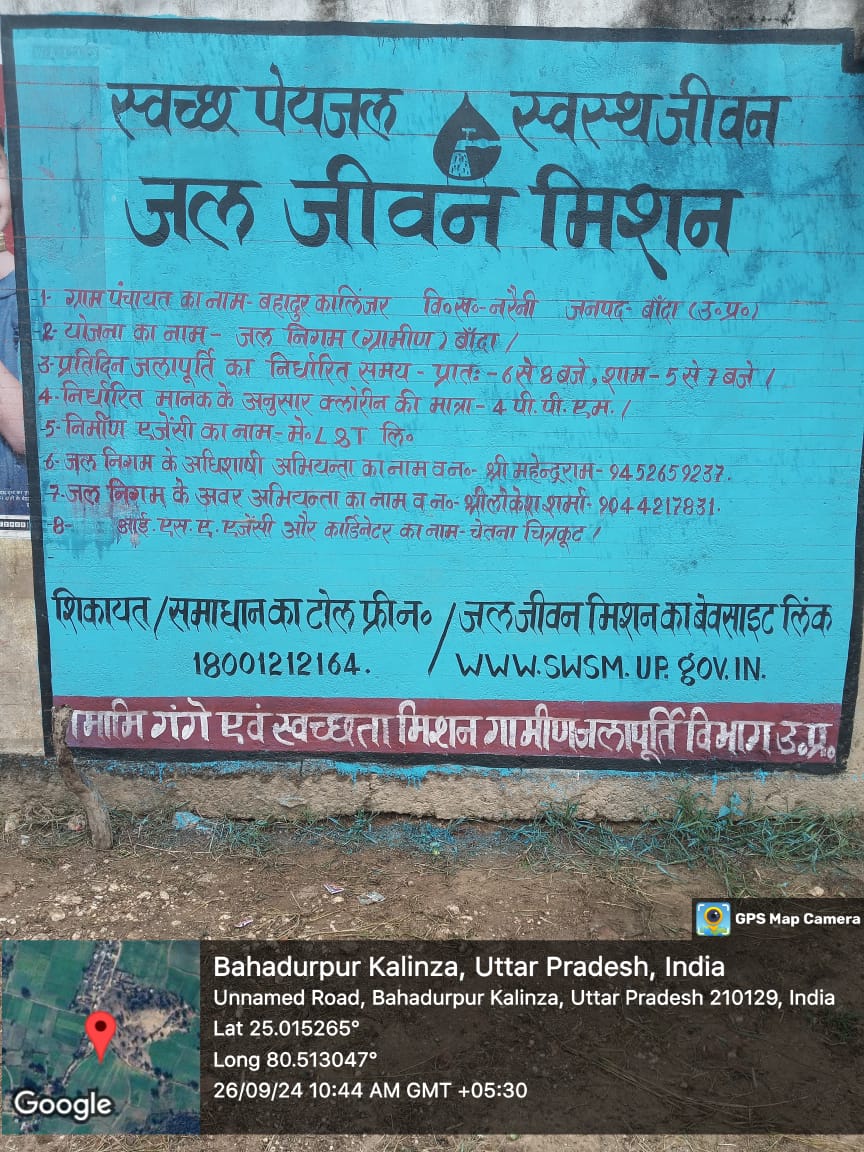 स्वच्छ पेयजल स्वस्थ जीवन
जल जीवन मिशन
1- ग्राम पंचायत का नाम- बहादुर कालिंजर वि०स०- नरैनी जनपद- बाँदा (उ०प्र०)
2- योजना का नाम- जल निगम (ग्रामीण) बाँदा /
3- प्रतिदिन जलापूर्ति का निर्धारित समय- प्रातः - 6 से 8 बजे, शाम- 5 से 7 बजे /
4- निर्धारित मानक के अनुसार क्लोरीन की मात्रा- 4 पी.पी.एम. /
5- निर्माण एजेंसी का नाम- मे० L&T लि०
6- जल निगम के अधिशाषी अभियन्ता का नाम व न०- श्री महेन्द्रराम- 9452659237.
7- जल निगम के अवर अभियन्ता का नाम व न०- श्री लोकेश शर्मा- 9044217831.
8- आई.एस.ए. एजेंसी और कार्डिनेटर का नाम- चेतना चित्रकूट /
शिकायत/समाधान का टोल फ्री न० / जल जीवन मिशन का बेवसाइट लिंक
18001212164. / WWW.SWSM.UP.gOV.IN.
मामि गंगे एवं स्वच्छता मिशन गामीण जलापूर्ति विभाग उ.प्र.
GPS Map Camera
Bahadurpur Kalinza, Uttar Pradesh, India
Unnamed Road, Bahadurpur Kalinza, Uttar Pradesh 210129, India
Lat 25.015265°
Long 80.513047°
26/09/24 10:44 AM GMT +05:30
Google